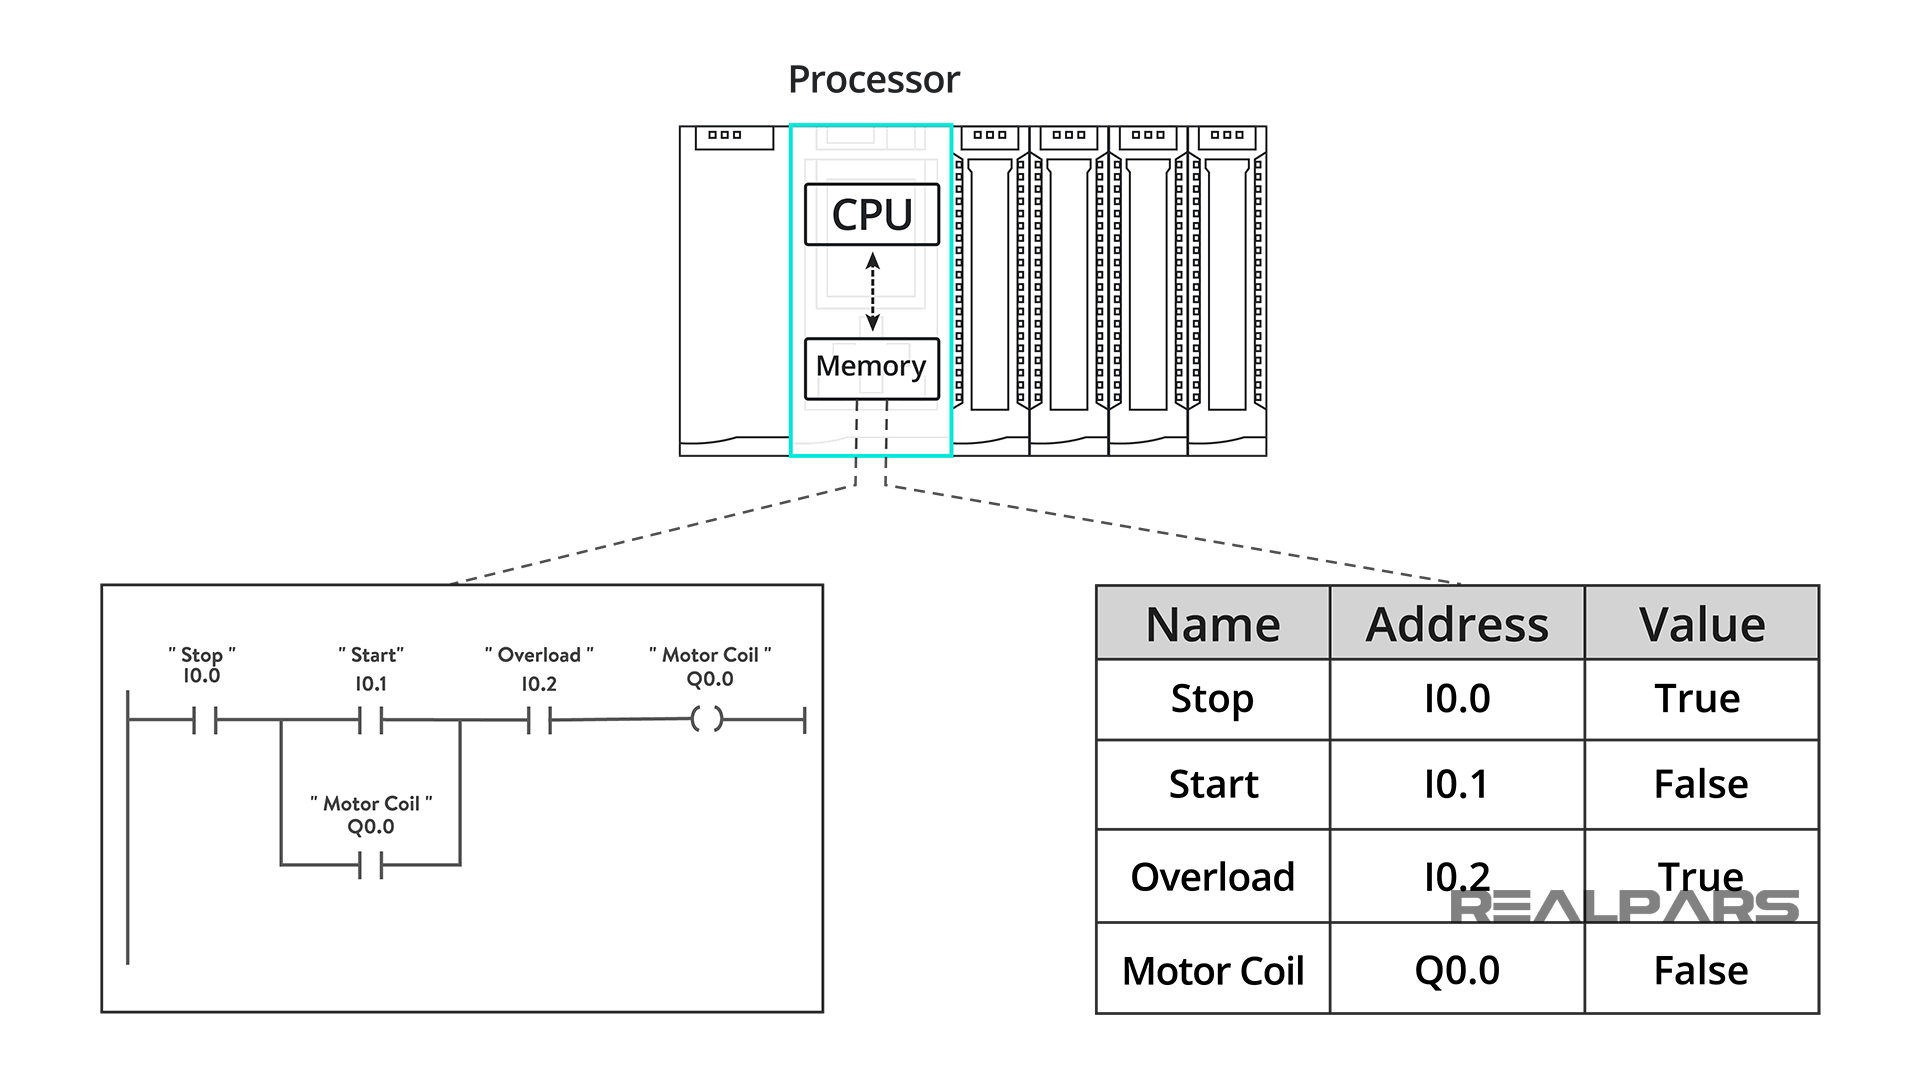 Processor
CPU
Memory
" Stop "
I0.0
" Start"
I0.1
" Overload "
I0.2
" Motor Coil "
Q0.0
" Motor Coil "
Q0.0
Name Address Value
Stop I0.0 True
Start I0.1 False
Overload I0.2 True
REALPARS
Motor Coil Q0.0 False